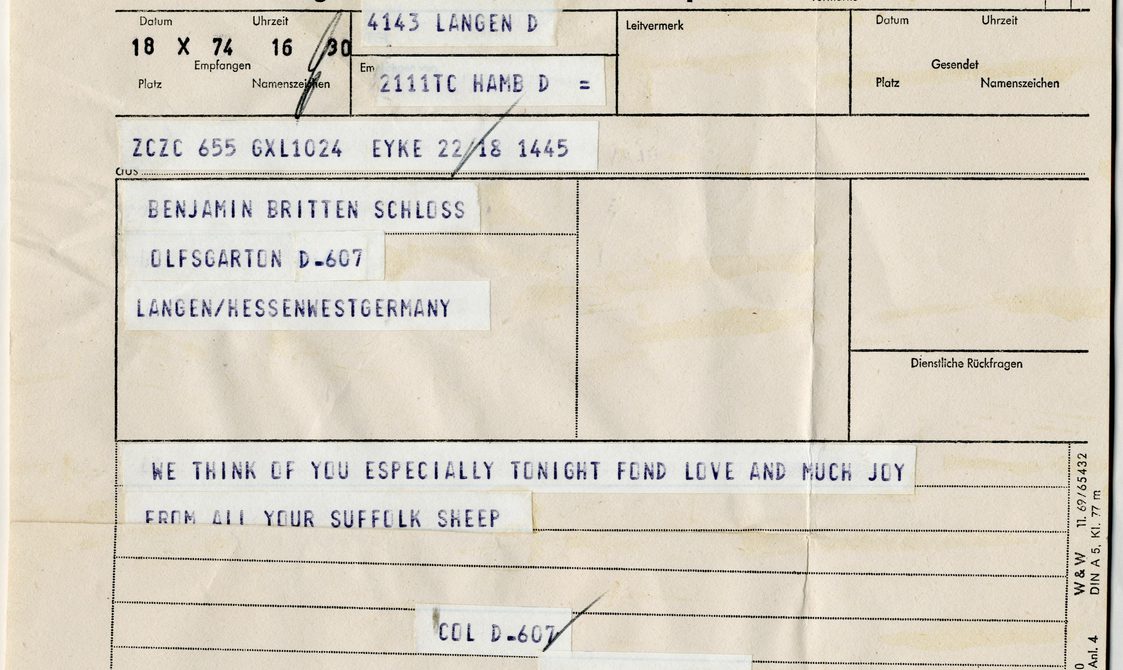 4143 LANGEN D
Datum Uhrzeit
18 X 74 16 30
Empfangen
Platz Namenszeichen
Leitvermerk
Datum Uhrzeit
Gesendet
Platz Namenszeichen
Em
2111TC HAMB D =
ZCZC 655 GXL1024 EYKE 22/18 1445
aus
BENJAMIN BRITTEN SCHLOSS
OLFSGARTON D-607
LANGEN/HESSENWESTGERMANY
Dienstliche Rückfragen
WE THINK OF YOU ESPECIALLY TONIGHT FOND LOVE AND MUCH JOY
FROM ALL YOUR SUFFOLK SHEEP
COL D-607
W & W 11. 69/65432
DIN A 5, Kl. 77 m
Anl. 4